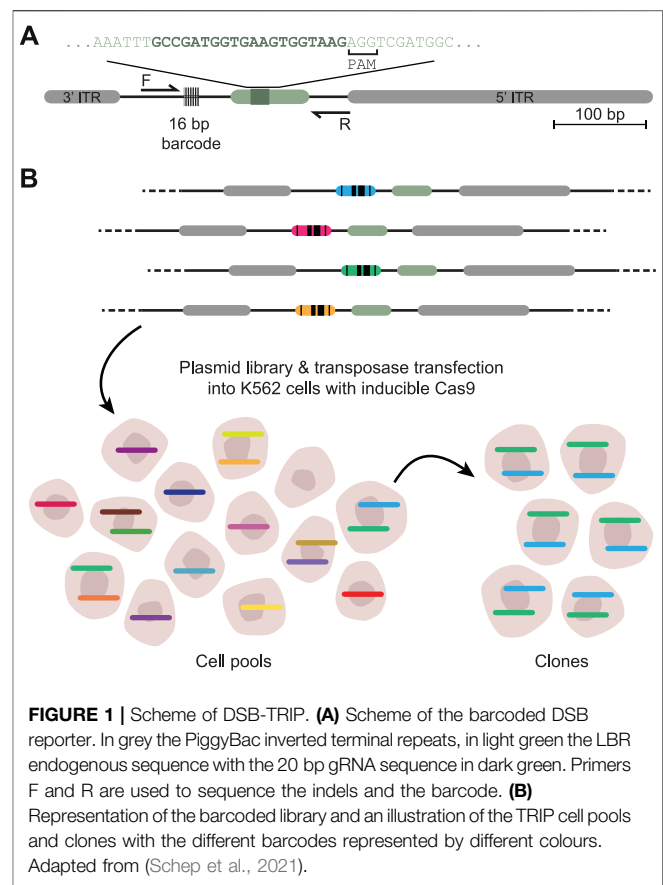 A
...AAATTTGCCGATGGTGAAGTGGTAAGAGGTCGATGGC...
PAM
F
3' ITR
5' ITR
R
16 bp
barcode
100 bp
B
Plasmid library & transposase transfection
into K562 cells with inducible Cas9
Cell pools
Clones
FIGURE 1 | Scheme of DSB-TRIP. (A) Scheme of the barcoded DSB
reporter. In grey the PiggyBac inverted terminal repeats, in light green the LBR
endogenous sequence with the 20 bp gRNA sequence in dark green. Primers
F and R are used to sequence the indels and the barcode. (B)
Representation of the barcoded library and an illustration of the TRIP cell pools
and clones with the different barcodes represented by different colours.
Adapted from (Schep et al., 2021).